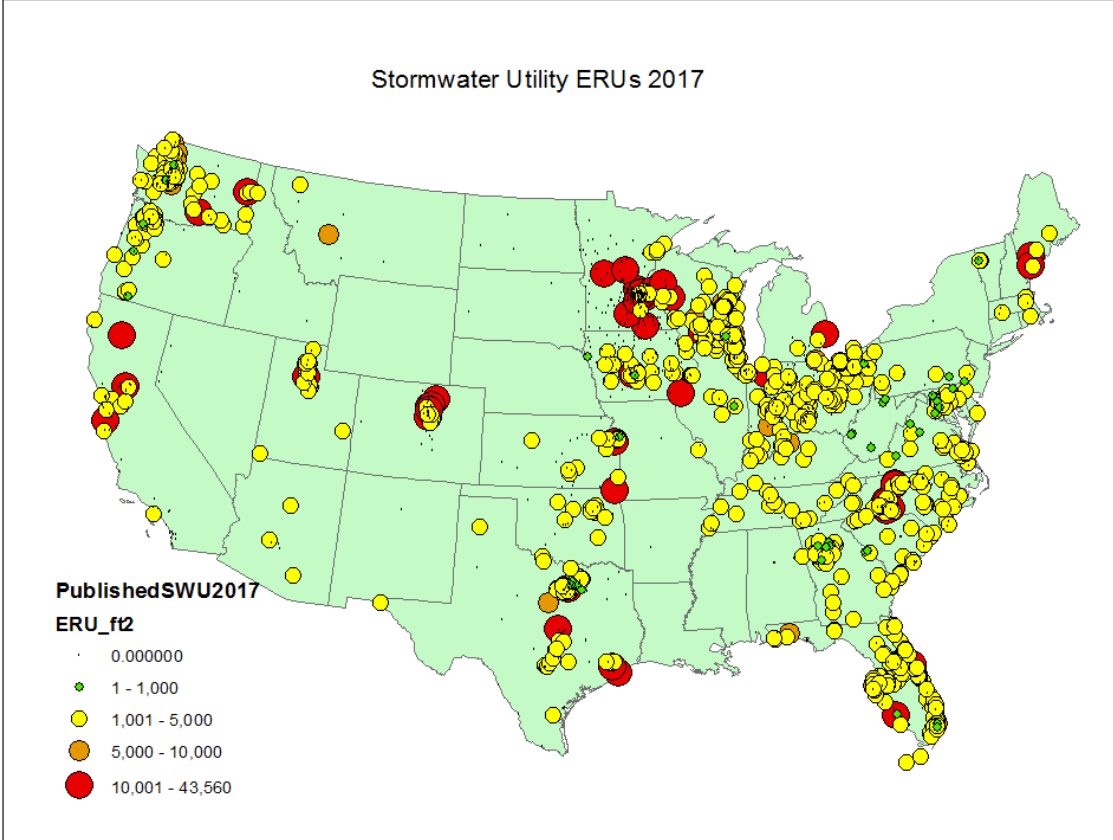 Stormwater Utility ERUs 2017
PublishedSWU2017
ERU_ft2
0.000000
1 - 1,000
1,001 - 5,000
5,000 - 10,000
10,001 - 43,560